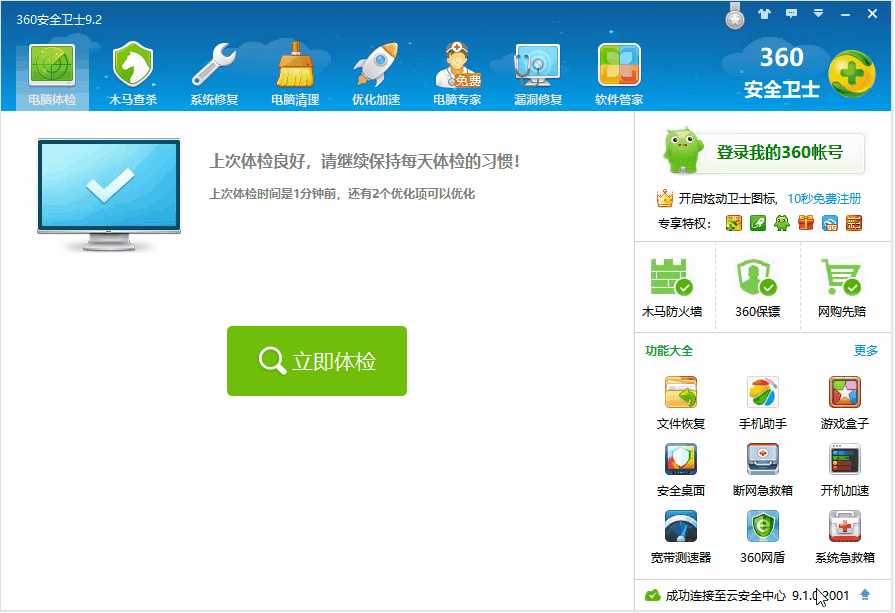 360安全卫士9.2
电脑体检 木马查杀 系统修复 电脑清理 优化加速 电脑专家 漏洞修复 软件管家
免费
360
安全卫士
上次体检良好，请继续保持每天体检的习惯！
上次体检时间是1分钟前，还有2个优化项可以优化
立即体检
登录我的360帐号
开启炫动卫士图标， 10秒免费注册
专享特权：
木马防火墙 360保镖 网购先赔
功能大全 更多
文件恢复 手机助手 游戏盒子
安全桌面 断网急救箱 开机加速
宽带测速器 360网盾 系统急救箱
成功连接至云安全中心 9.1.0.2001